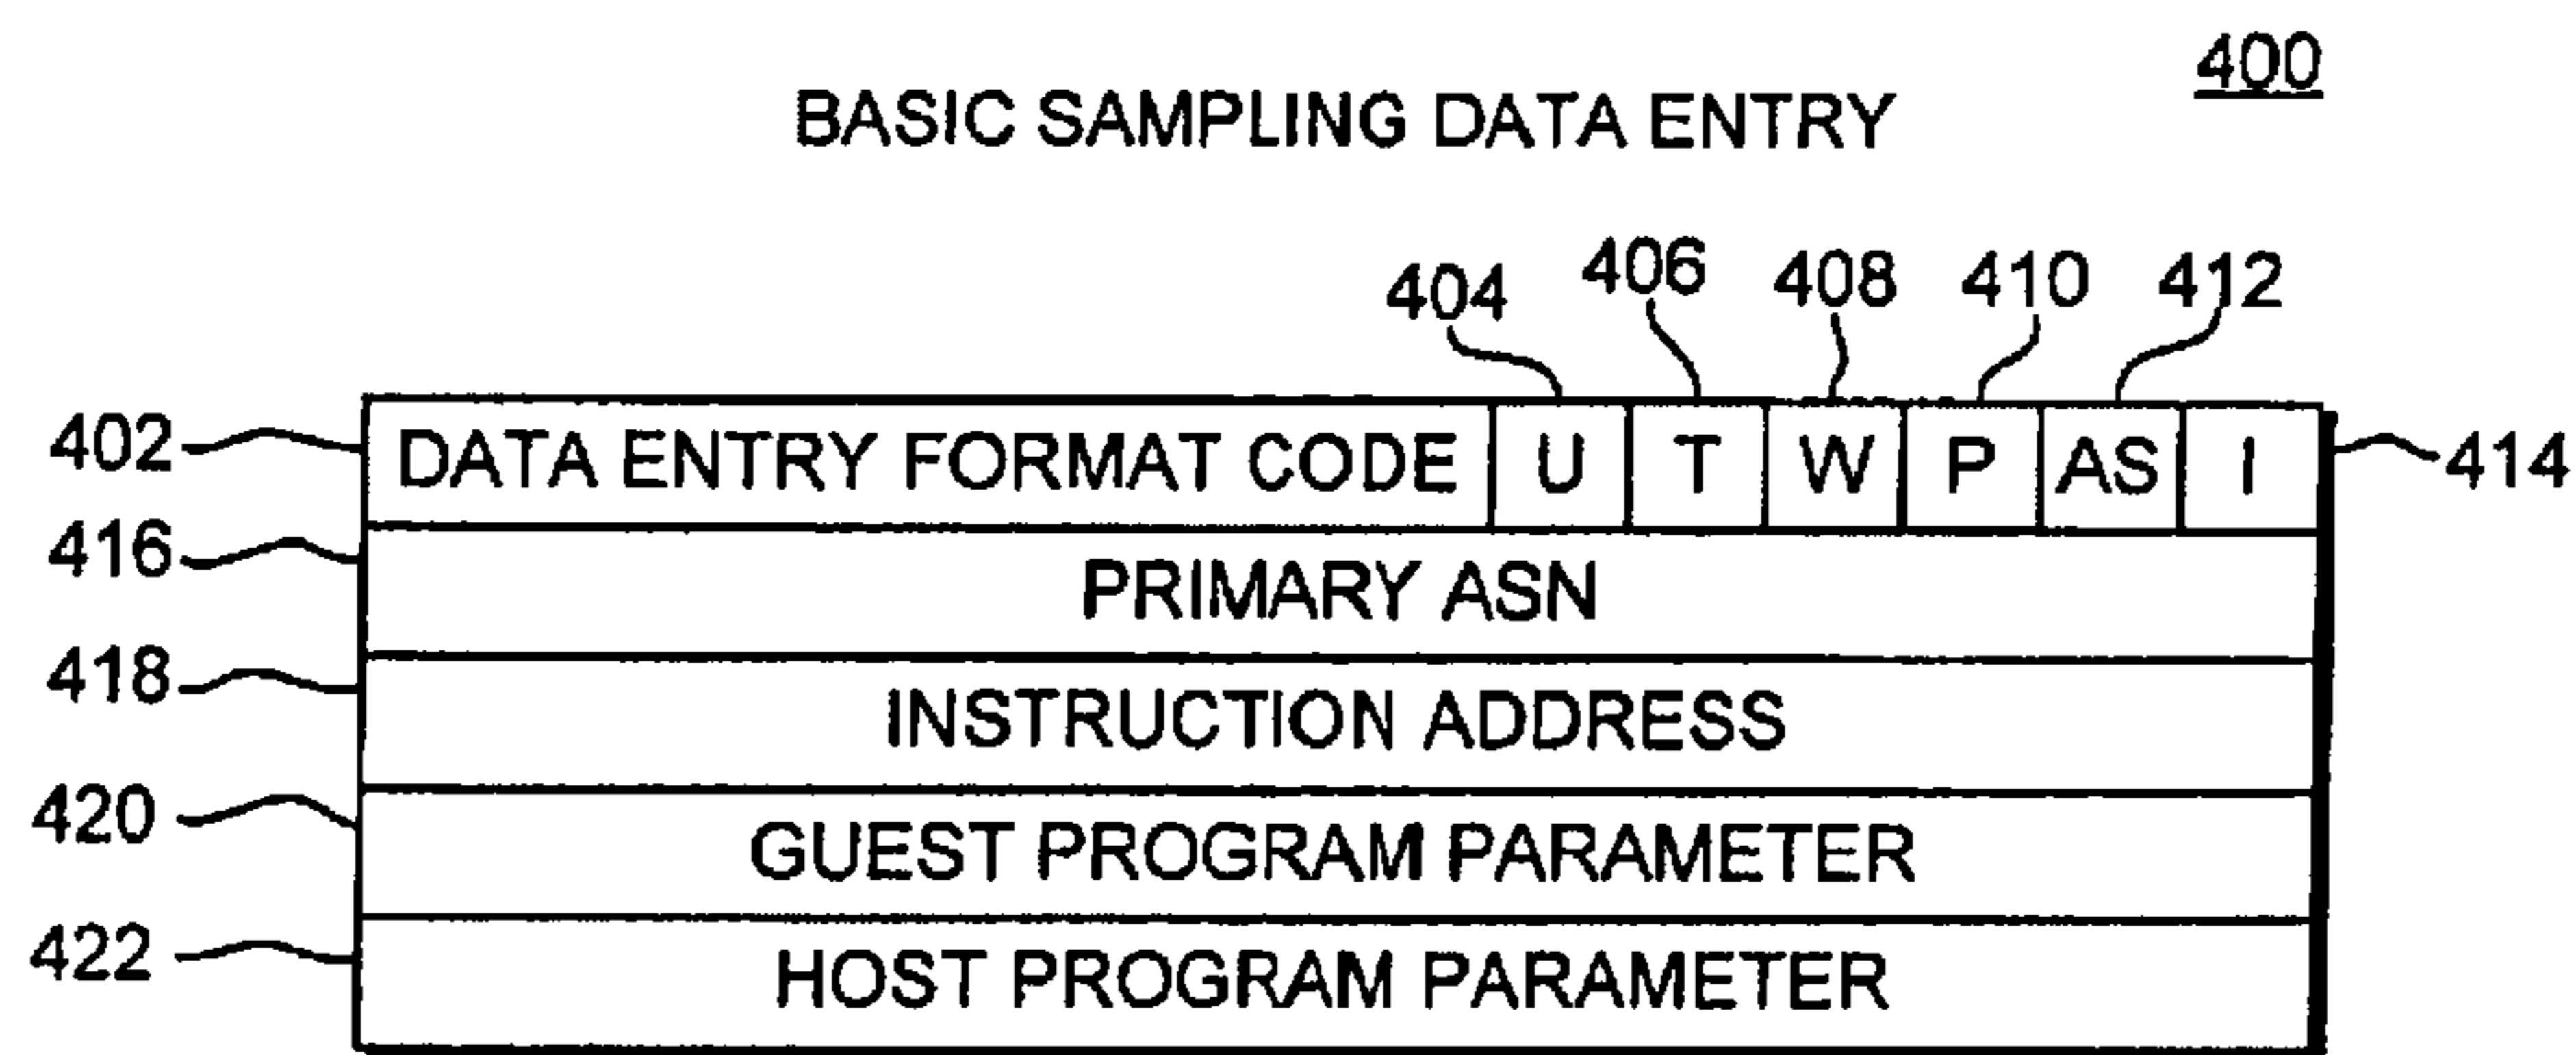 400
BASIC SAMPLING DATA ENTRY
404 406 408 410 412
402 DATA ENTRY FORMAT CODE U T W P AS I 414
416 PRIMARY ASN
418 INSTRUCTION ADDRESS
420 GUEST PROGRAM PARAMETER
422 HOST PROGRAM PARAMETER